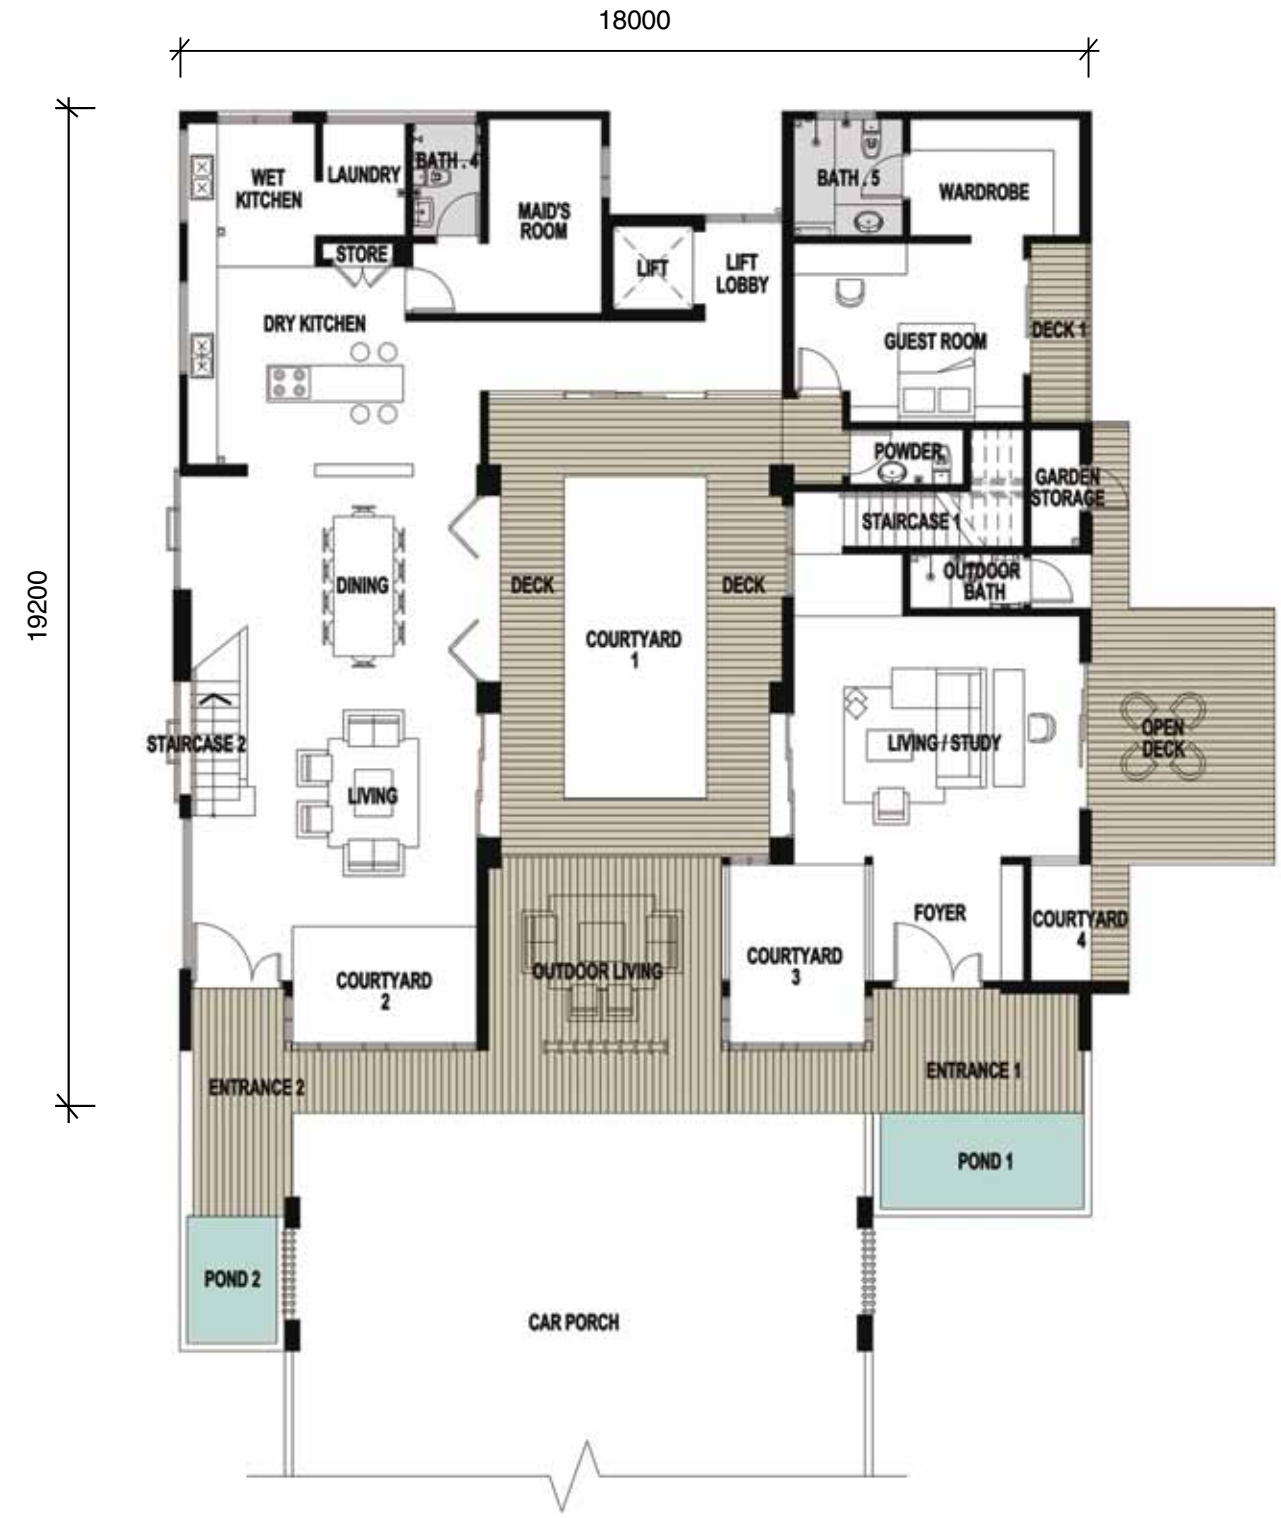 18000
19200
WET
KITCHEN
LAUNDRY
BATH . 4
MAID'S
ROOM
BATH . 5
WARDROBE
STORE
LIFT
LIFT
LOBBY
DRY KITCHEN
GUEST ROOM
DECK 1
POWDER
GARDEN
STORAGE
STAIRCASE 1
OUTDOOR
BATH
DINING
DECK
DECK
COURTYARD
1
STAIRCASE 2
LIVING
LIVING / STUDY
OPEN
DECK
FOYER
COURTYARD
4
COURTYARD
2
OUTDOOR LIVING
COURTYARD
3
ENTRANCE 2
ENTRANCE 1
POND 1
POND 2
CAR PORCH